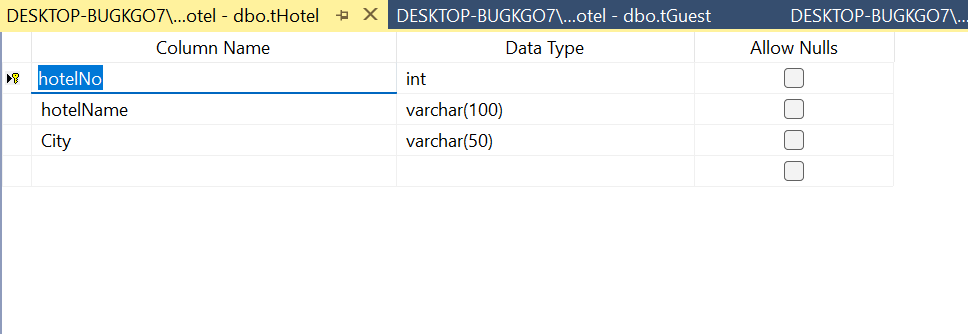 DESKTOP-BUGKGO7\...otel - dbo.tHotel DESKTOP-BUGKGO7\...otel - dbo.tGuest DESKTOP-BUGKGO7\...
Column Name Data Type Allow Nulls
hotelNo int
hotelName varchar(100)
City varchar(50)